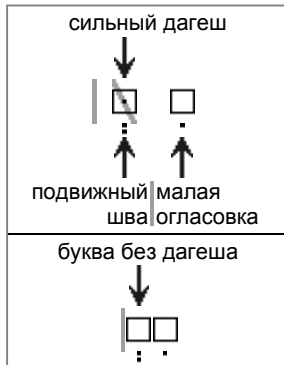 сильный дагеш
подвижный малая
шва огласовка
буква без дагеша